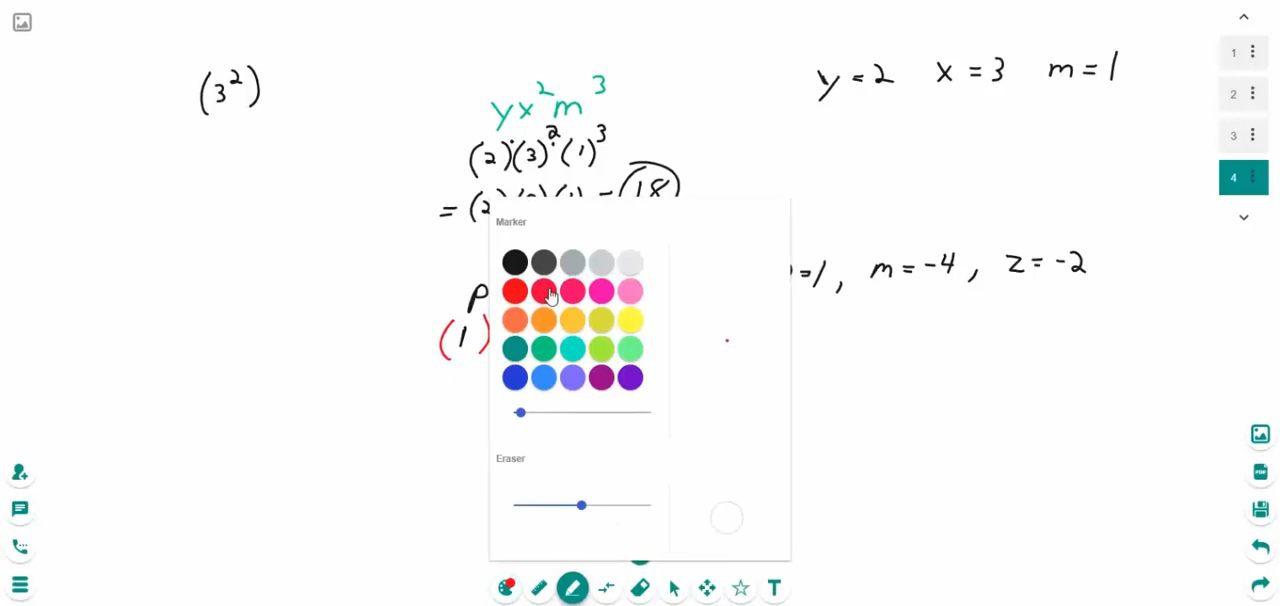 (3²)
y = 2 x = 3 m = 1
1
2
3
4
yx²m³
(2)·(3)²·(1)³
= (2
18
Marker
p
= 1, m = -4, z = -2
(1)
Eraser
PDF
T